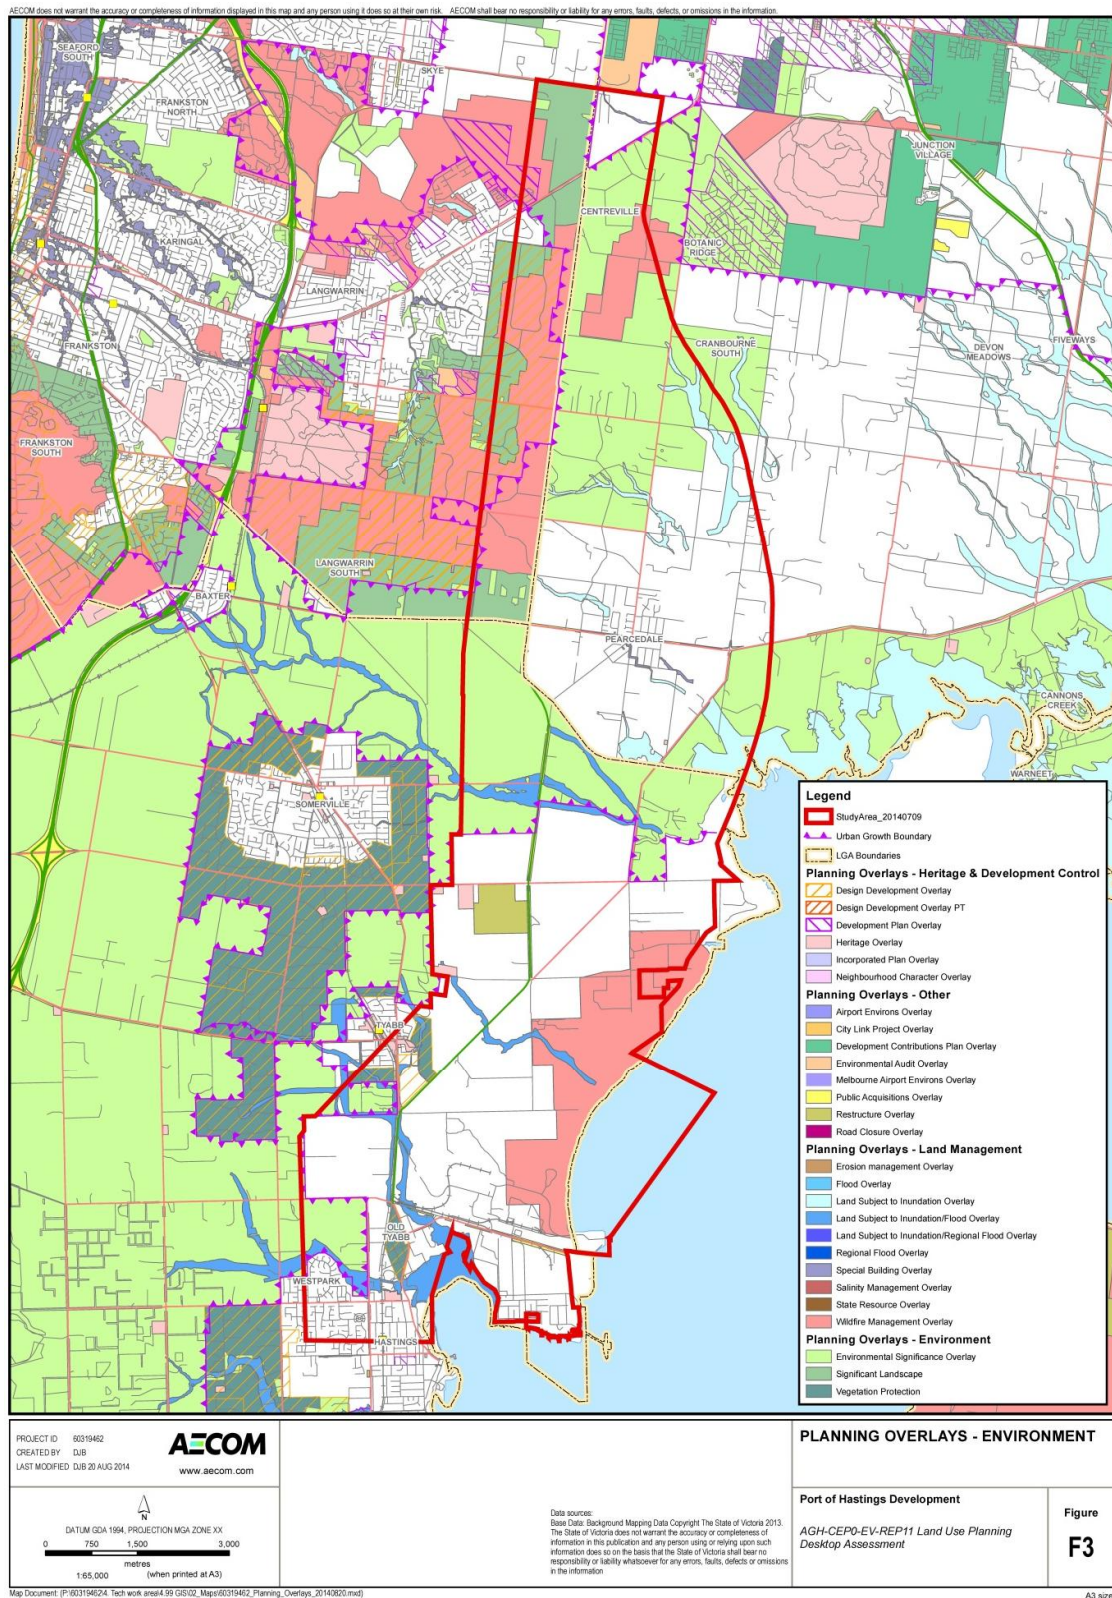 AECOM does not warrant the accuracy or completeness of information displayed in this map and any person using it does so at their own risk. AECOM shall bear no responsibility or liability for any errors, faults, defects, or omissions in the information.
SEAFORD
SOUTH
SKYE
FRANKSTON
NORTH
JUNCTION
VILLAGE
CENTREVILLE
KARINGAL
BOTANIC
RIDGE
LANGWARRIN
FRANKSTON
CRANBOURNE
SOUTH
DEVON
MEADOWS
FIVEWAYS
FRANKSTON
SOUTH
LANGWARRIN
SOUTH
BAXTER
PEARCEDALE
CANNONS
CREEK
WARNEET
SOMERVILLE
TYABB
OLD
TYABB
WESTPARK
HASTINGS
Legend
StudyArea_20140709
Urban Growth Boundary
LGA Boundaries
Planning Overlays - Heritage & Development Control
Design Development Overlay
Design Development Overlay PT
Development Plan Overlay
Heritage Overlay
Incorporated Plan Overlay
Neighbourhood Character Overlay
Planning Overlays - Other
Airport Environs Overlay
City Link Project Overlay
Development Contributions Plan Overlay
Environmental Audit Overlay
Melbourne Airport Environs Overlay
Public Acquisitions Overlay
Restructure Overlay
Road Closure Overlay
Planning Overlays - Land Management
Erosion management Overlay
Flood Overlay
Land Subject to Inundation Overlay
Land Subject to Inundation/Flood Overlay
Land Subject to Inundation/Regional Flood Overlay
Regional Flood Overlay
Special Building Overlay
Salinity Management Overlay
State Resource Overlay
Wildfire Management Overlay
Planning Overlays - Environment
Environmental Significance Overlay
Significant Landscape
Vegetation Protection
PROJECT ID 60319462
CREATED BY DJB
LAST MODIFIED DJB 20 AUG 2014
AECOM
www.aecom.com
N
DATUM GDA 1994, PROJECTION MGA ZONE XX
0 750 1,500 3,000
metres
1:65,000 (when printed at A3)
Data sources:
Base Data: Background Mapping Data Copyright The State of Victoria 2013.
The State of Victoria does not warrant the accuracy or completeness of
information in this publication and any person using or relying upon such
information does so on the basis that the State of Victoria shall bear no
responsibility or liability whatsoever for any errors, faults, defects or omissions
in the information
PLANNING OVERLAYS - ENVIRONMENT
Port of Hastings Development
AGH-CEP0-EV-REP11 Land Use Planning
Desktop Assessment
Figure
F3
Map Document: (P:\60319462\4. Tech work area\4.99 GIS\02_Maps\60319462_Planning_Overlays_20140820.mxd)
A3 size